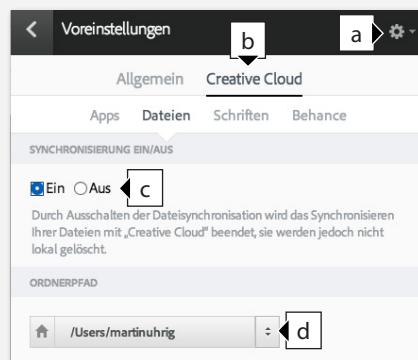 Voreinstellungen
a
b
Allgemein Creative Cloud
Apps Dateien Schriften Behance
SYNCHRONISIERUNG EIN/AUS
Ein Aus c
Durch Ausschalten der Dateisynchronisation wird das Synchronisieren
Ihrer Dateien mit „Creative Cloud" beendet, sie werden jedoch nicht
lokal gelöscht.
ORDNERPFAD
/Users/martinuhrig d